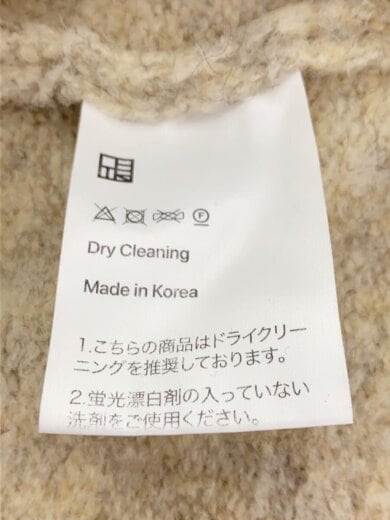 F
Dry Cleaning
Made in Korea
1.こちらの商品はドライクリー
ニングを推奨しております。
2.蛍光漂白剤の入っていない
洗剤をご使用ください。